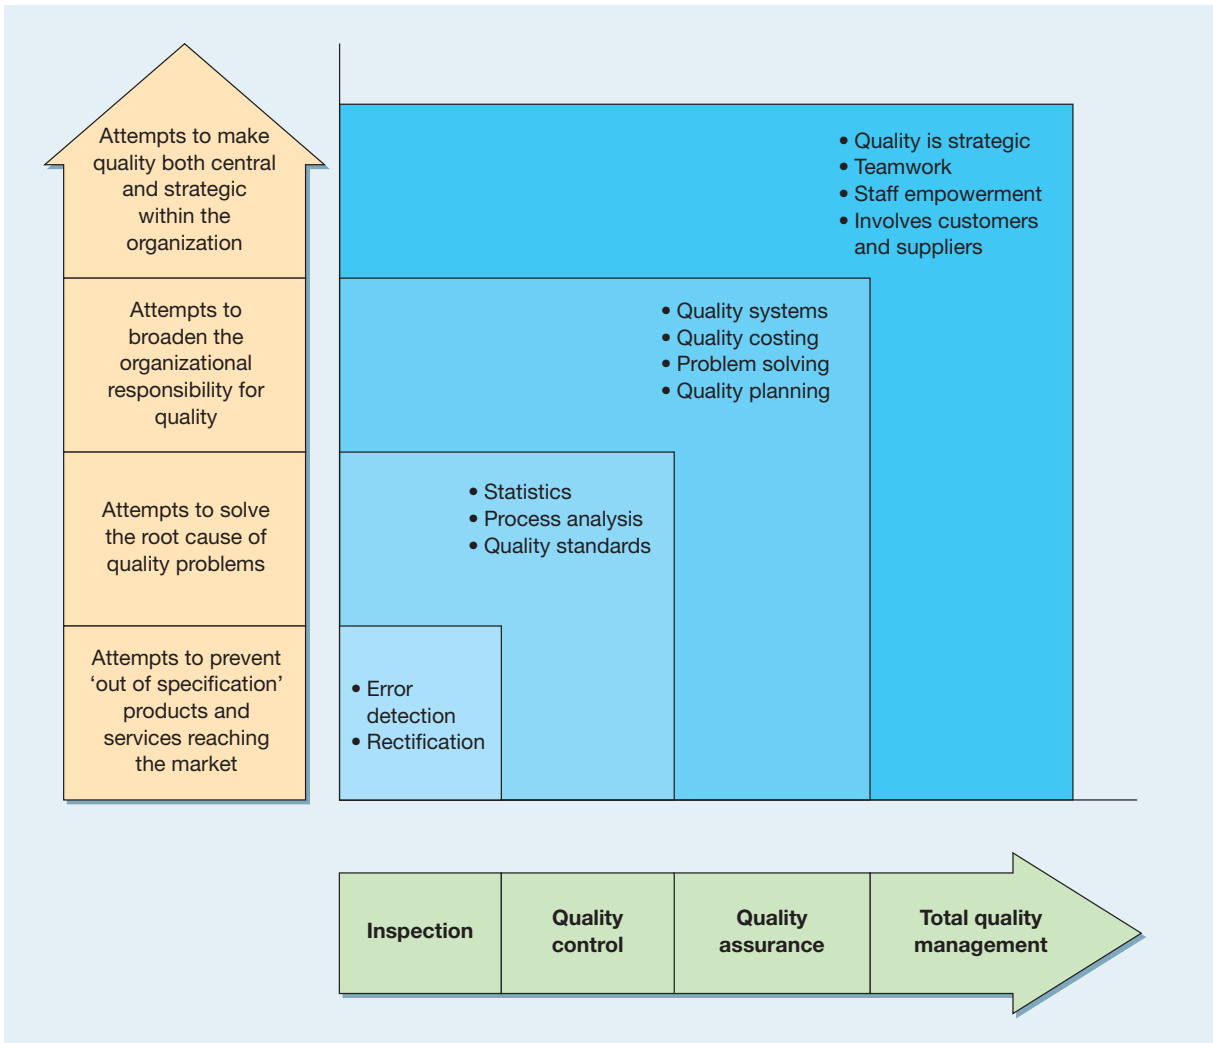 Attempts to make
quality both central
and strategic
within the
organization
• Quality is strategic
• Teamwork
• Staff empowerment
• Involves customers
and suppliers
Attempts to
broaden the
organizational
responsibility for
quality
• Quality systems
• Quality costing
• Problem solving
• Quality planning
Attempts to solve
the root cause of
quality problems
• Statistics
• Process analysis
• Quality standards
Attempts to prevent
‘out of specification’
products and
services reaching
the market
• Error
detection
• Rectification
Inspection
Quality
control
Quality
assurance
Total quality
management